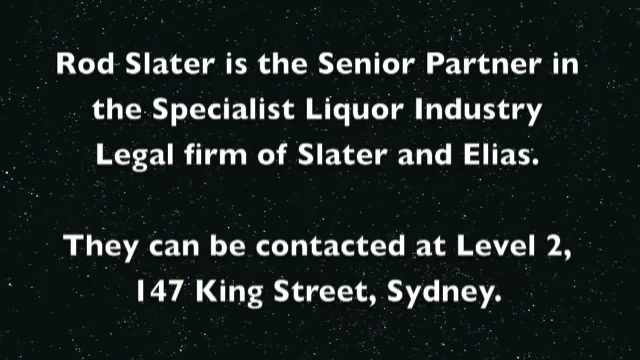 Rod Slater is the Senior Partner in
the Specialist Liquor Industry
Legal firm of Slater and Elias.
They can be contacted at Level 2,
147 King Street, Sydney.